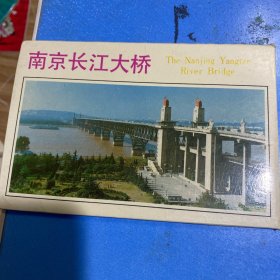 南京长江大桥
The Nanjing Yangtze
River Bridge